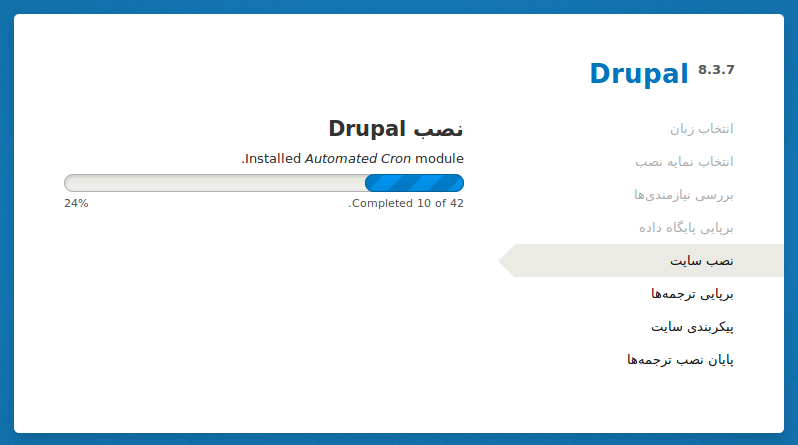 Drupal 8.3.7
انتخاب زبان
انتخاب نمایه نصب
بررسی نیازمندی‌ها
برپایی پایگاه داده
نصب سایت
برپایی ترجمه‌ها
پیکربندی سایت
پایان نصب ترجمه‌ها
نصب Drupal
Installed Automated Cron module.
Completed 10 of 42.
24%